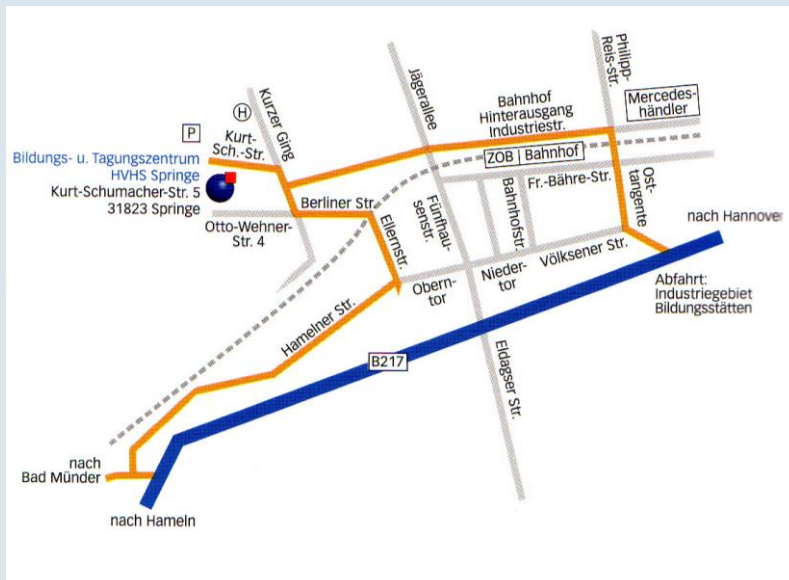 Philipp-
Reis-str.
Jägerallee
Bahnhof
Hinterausgang
Industriestr.
Mercedes-
händler
H
Kurzer Ging
P
Kurt-
Sch.-Str.
Bildungs- u. Tagungszentrum
HVHS Springe
Kurt-Schumacher-Str. 5
31823 Springe
ZOB
Bahnhof
Fr.-Bähre-Str.
Ost-
tangente
Berliner Str.
Otto-Wehner-
Str. 4
Ellernstr.
Fünfhau-
senstr.
Bahnhofstr.
nach Hannover
Völksener Str.
Obern-
tor
Nieder-
tor
Abfahrt:
Industriegebiet
Bildungsstätten
Hamelner Str.
B217
Eldagser Str.
nach
Bad Münder
nach Hameln